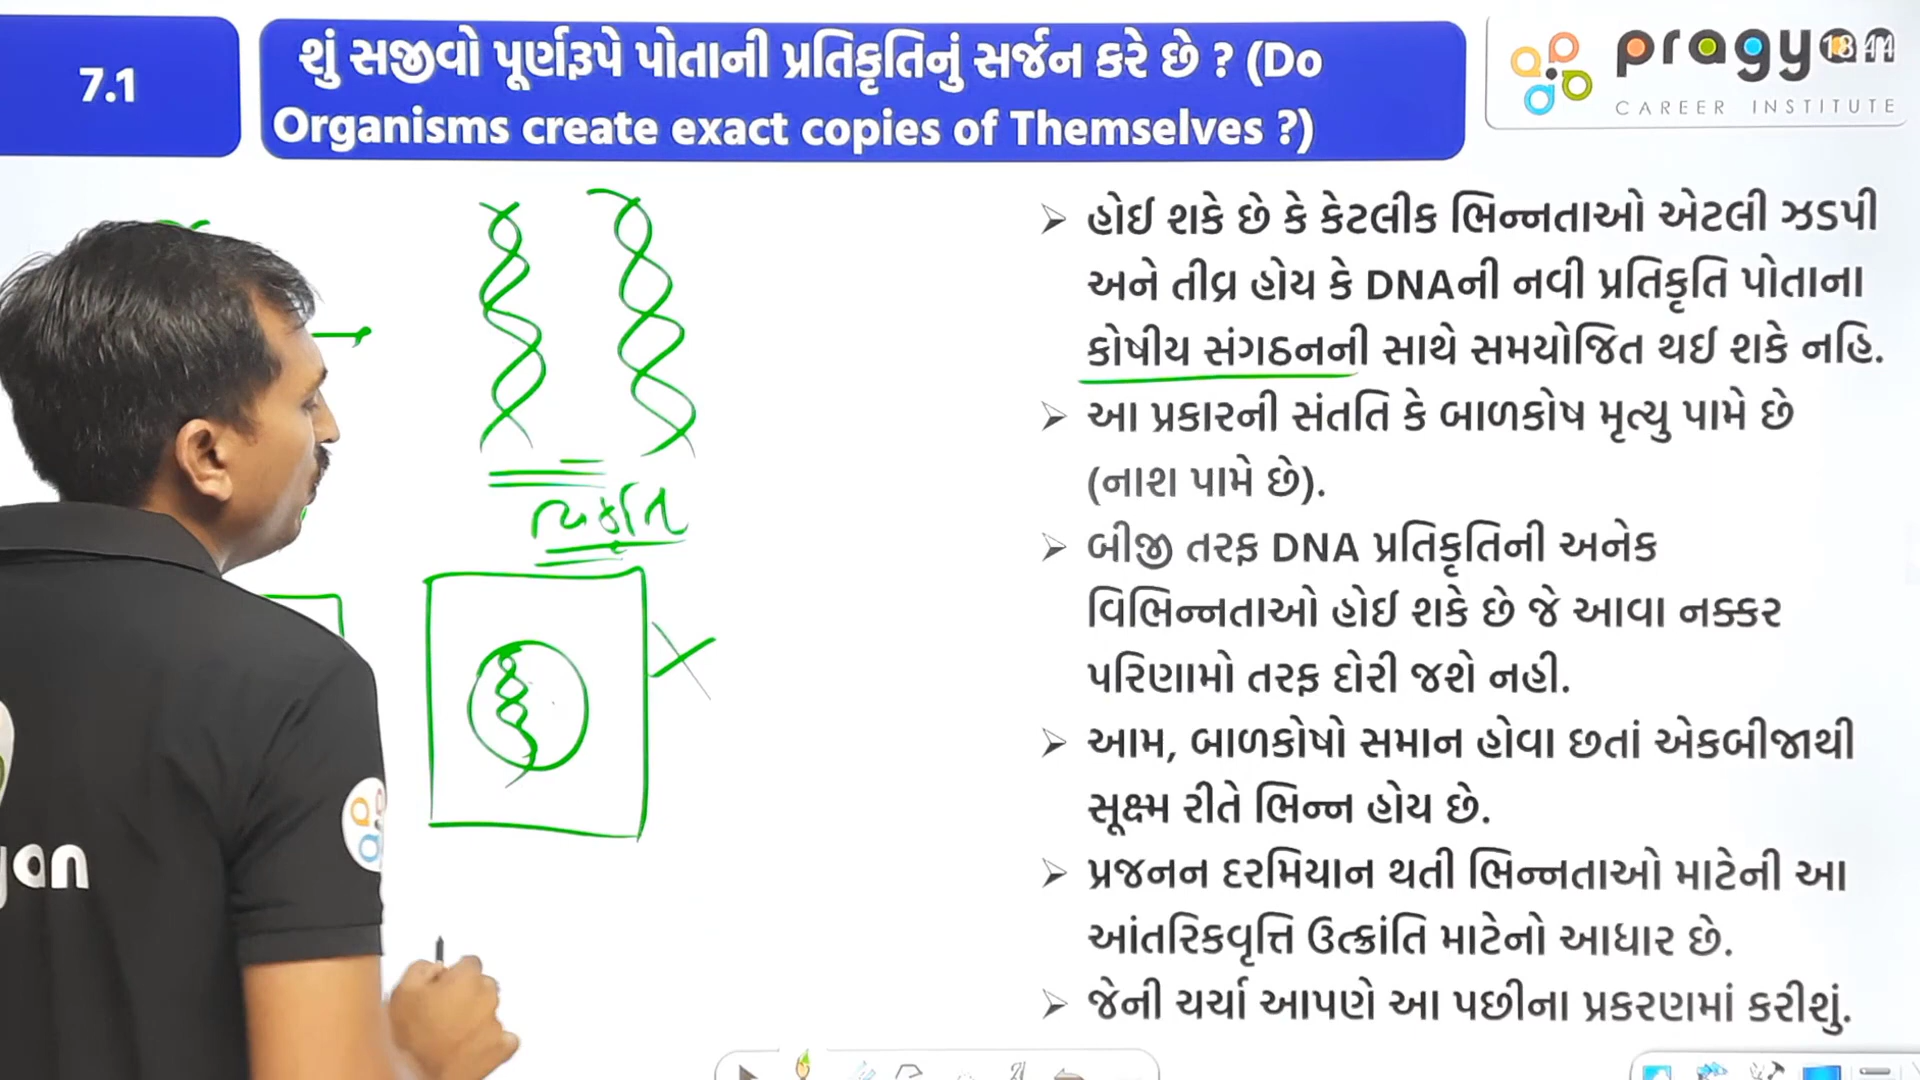 7.1
શું સજીવો પૂર્ણરૂપે પોતાની પ્રતિકૃતિનું સર્જન કરે છે ? (Do
Organisms create exact copies of Themselves ?)
pragyan
CAREER INSTITUTE
➢ હોઈ શકે છે કે કેટલીક ભિન્નતાઓ એટલી ઝડપી
અને તીવ્ર હોય કે DNAની નવી પ્રતિકૃતિ પોતાના
કોષીય સંગઠનની સાથે સમયોજિત થઈ શકે નહિ.
➢ આ પ્રકારની સંતતિ કે બાળકોષ મૃત્યુ પામે છે
(નાશ પામે છે).
➢ બીજી તરફ DNA પ્રતિકૃતિની અનેક
વિભિન્નતાઓ હોઈ શકે છે જે આવા નક્કર
પરિણામો તરફ દોરી જશે નહી.
➢ આમ, બાળકોષો સમાન હોવા છતાં એકબીજાથી
સૂક્ષ્મ રીતે ભિન્ન હોય છે.
➢ પ્રજનન દરમિયાન થતી ભિન્નતાઓ માટેની આ
આંતરિકવૃત્તિ ઉત્ક્રાંતિ માટેનો આધાર છે.
➢ જેની ચર્ચા આપણે આ પછીના પ્રકરણમાં કરીશું.
yan